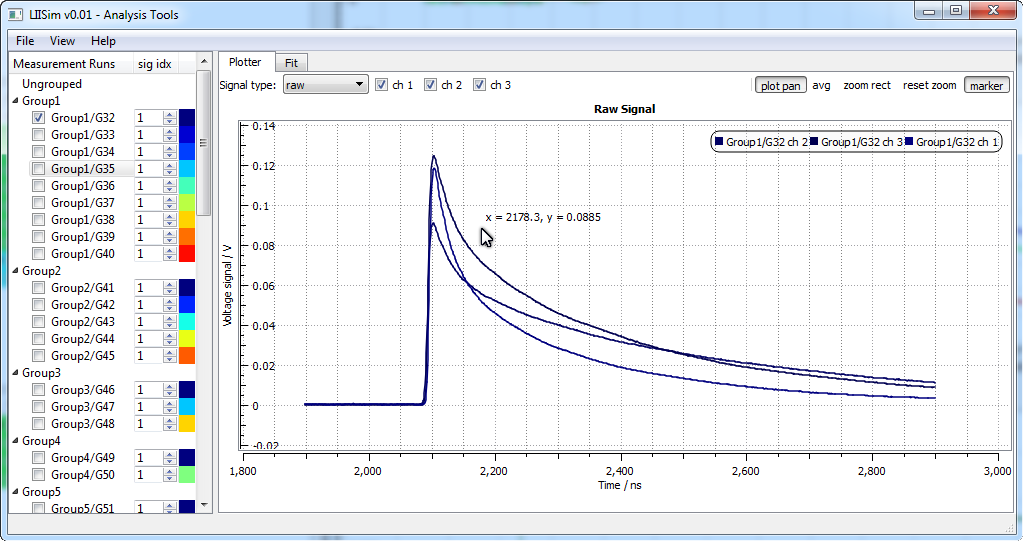 LIISim v0.01 - Analysis Tools
File View Help
Measurement Runs sig idx
Ungrouped
Group1
Group1/G32 1
Group1/G33 1
Group1/G34 1
Group1/G35 1
Group1/G36 1
Group1/G37 1
Group1/G38 1
Group1/G39 1
Group1/G40 1
Group2
Group2/G41 1
Group2/G42 1
Group2/G43 1
Group2/G44 1
Group2/G45 1
Group3
Group3/G46 1
Group3/G47 1
Group3/G48 1
Group4
Group4/G49 1
Group4/G50 1
Group5
Group5/G51 1
Plotter Fit
Signal type: raw ch 1 ch 2 ch 3 plot pan avg zoom rect reset zoom marker
Raw Signal
Group1/G32 ch 2 Group1/G32 ch 3 Group1/G32 ch 1
x = 2178.3, y = 0.0885
Voltage signal / V
0.14
0.12
0.1
0.08
0.06
0.04
0.02
0
-0.02
1,800 2,000 2,200 2,400 2,600 2,800 3,000
Time / ns